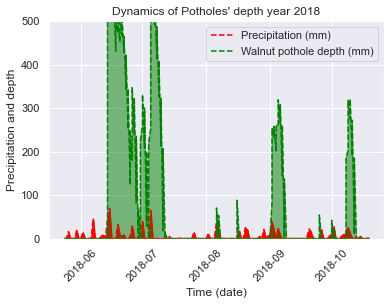 Dynamics of Potholes' depth year 2018
Precipitation (mm)
Walnut pothole depth (mm)
Precipitation and depth
500
400
300
200
100
0
2018-06
2018-07
2018-08
2018-09
2018-10
Time (date)